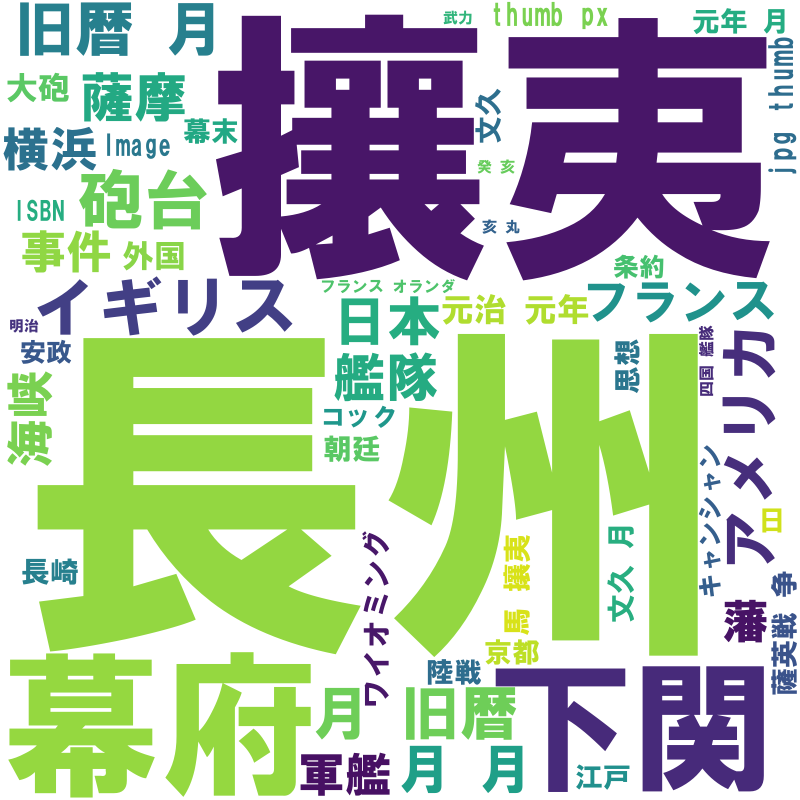 旧暦 月
攘夷
武力
thumb px
元年 月
大砲
薩摩
幕末
文久
jpg thumb
横浜
Image
癸 亥
ISBN
砲台
亥 丸
事件
外国
条約
イギリス
フランス オランダ
フランス
明治
日本
元治 元年
安政
艦隊
思想
四国 艦隊
アメリカ
海峡
コック
朝廷
長州
キャンシャン
日
長崎
ワイオミング
馬 攘夷
文久 月
藩
薩英戦 争
京都
陸戦
幕府
月 旧暦
下関
軍艦
月 月
江戸